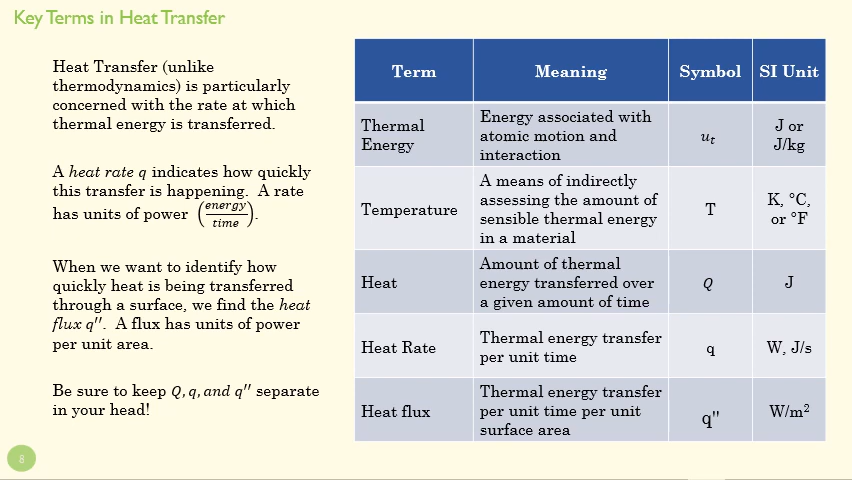 Key Terms in Heat Transfer
Heat Transfer (unlike
thermodynamics) is particularly
concerned with the rate at which
thermal energy is transferred.
A heat rate q indicates how quickly
this transfer is happening. A rate
has units of power (energy/time).
When we want to identify how
quickly heat is being transferred
through a surface, we find the heat
flux q″. A flux has units of power
per unit area.
Be sure to keep Q, q, and q″ separate
in your head!
Term Meaning Symbol SI Unit
Thermal
Energy
Energy associated with
atomic motion and
interaction
uₜ
J or
J/kg
Temperature
A means of indirectly
assessing the amount of
sensible thermal energy
in a material
T
K, °C,
or °F
Heat
Amount of thermal
energy transferred over
a given amount of time
Q
J
Heat Rate
Thermal energy transfer
per unit time
q
W, J/s
Heat flux
Thermal energy transfer
per unit time per unit
surface area
q"
W/m²
8